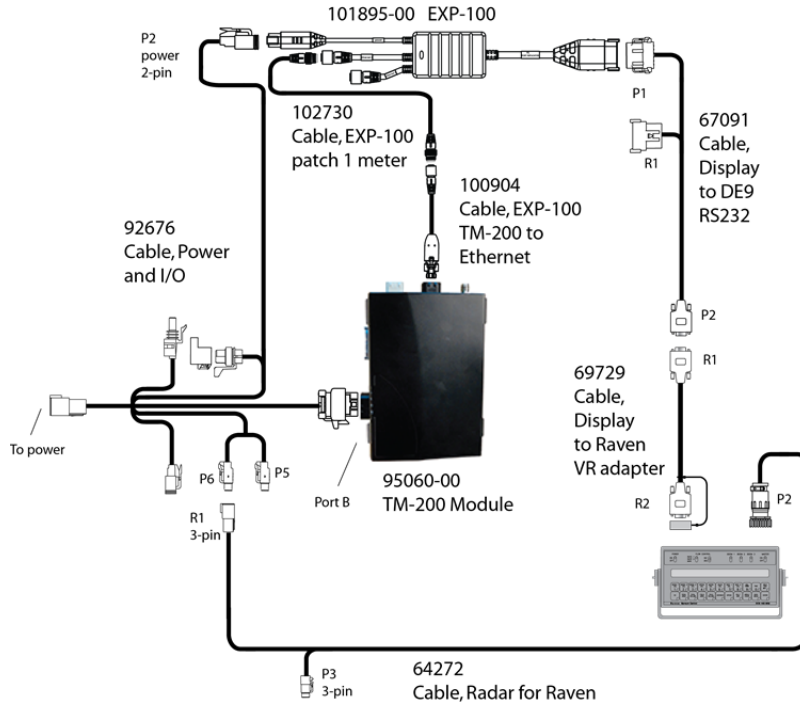 101895-00 EXP-100
P2
power
2-pin
P1
102730
Cable, EXP-100
patch 1 meter
67091
Cable,
Display
to DE9
RS232
R1
100904
Cable, EXP-100
TM-200 to
Ethernet
92676
Cable, Power
and I/O
P2
R1
69729
Cable,
Display
to Raven
VR adapter
To power
P6
P5
Port B
95060-00
TM-200 Module
R2
P2
R1
3-pin
P3
3-pin
64272
Cable, Radar for Raven